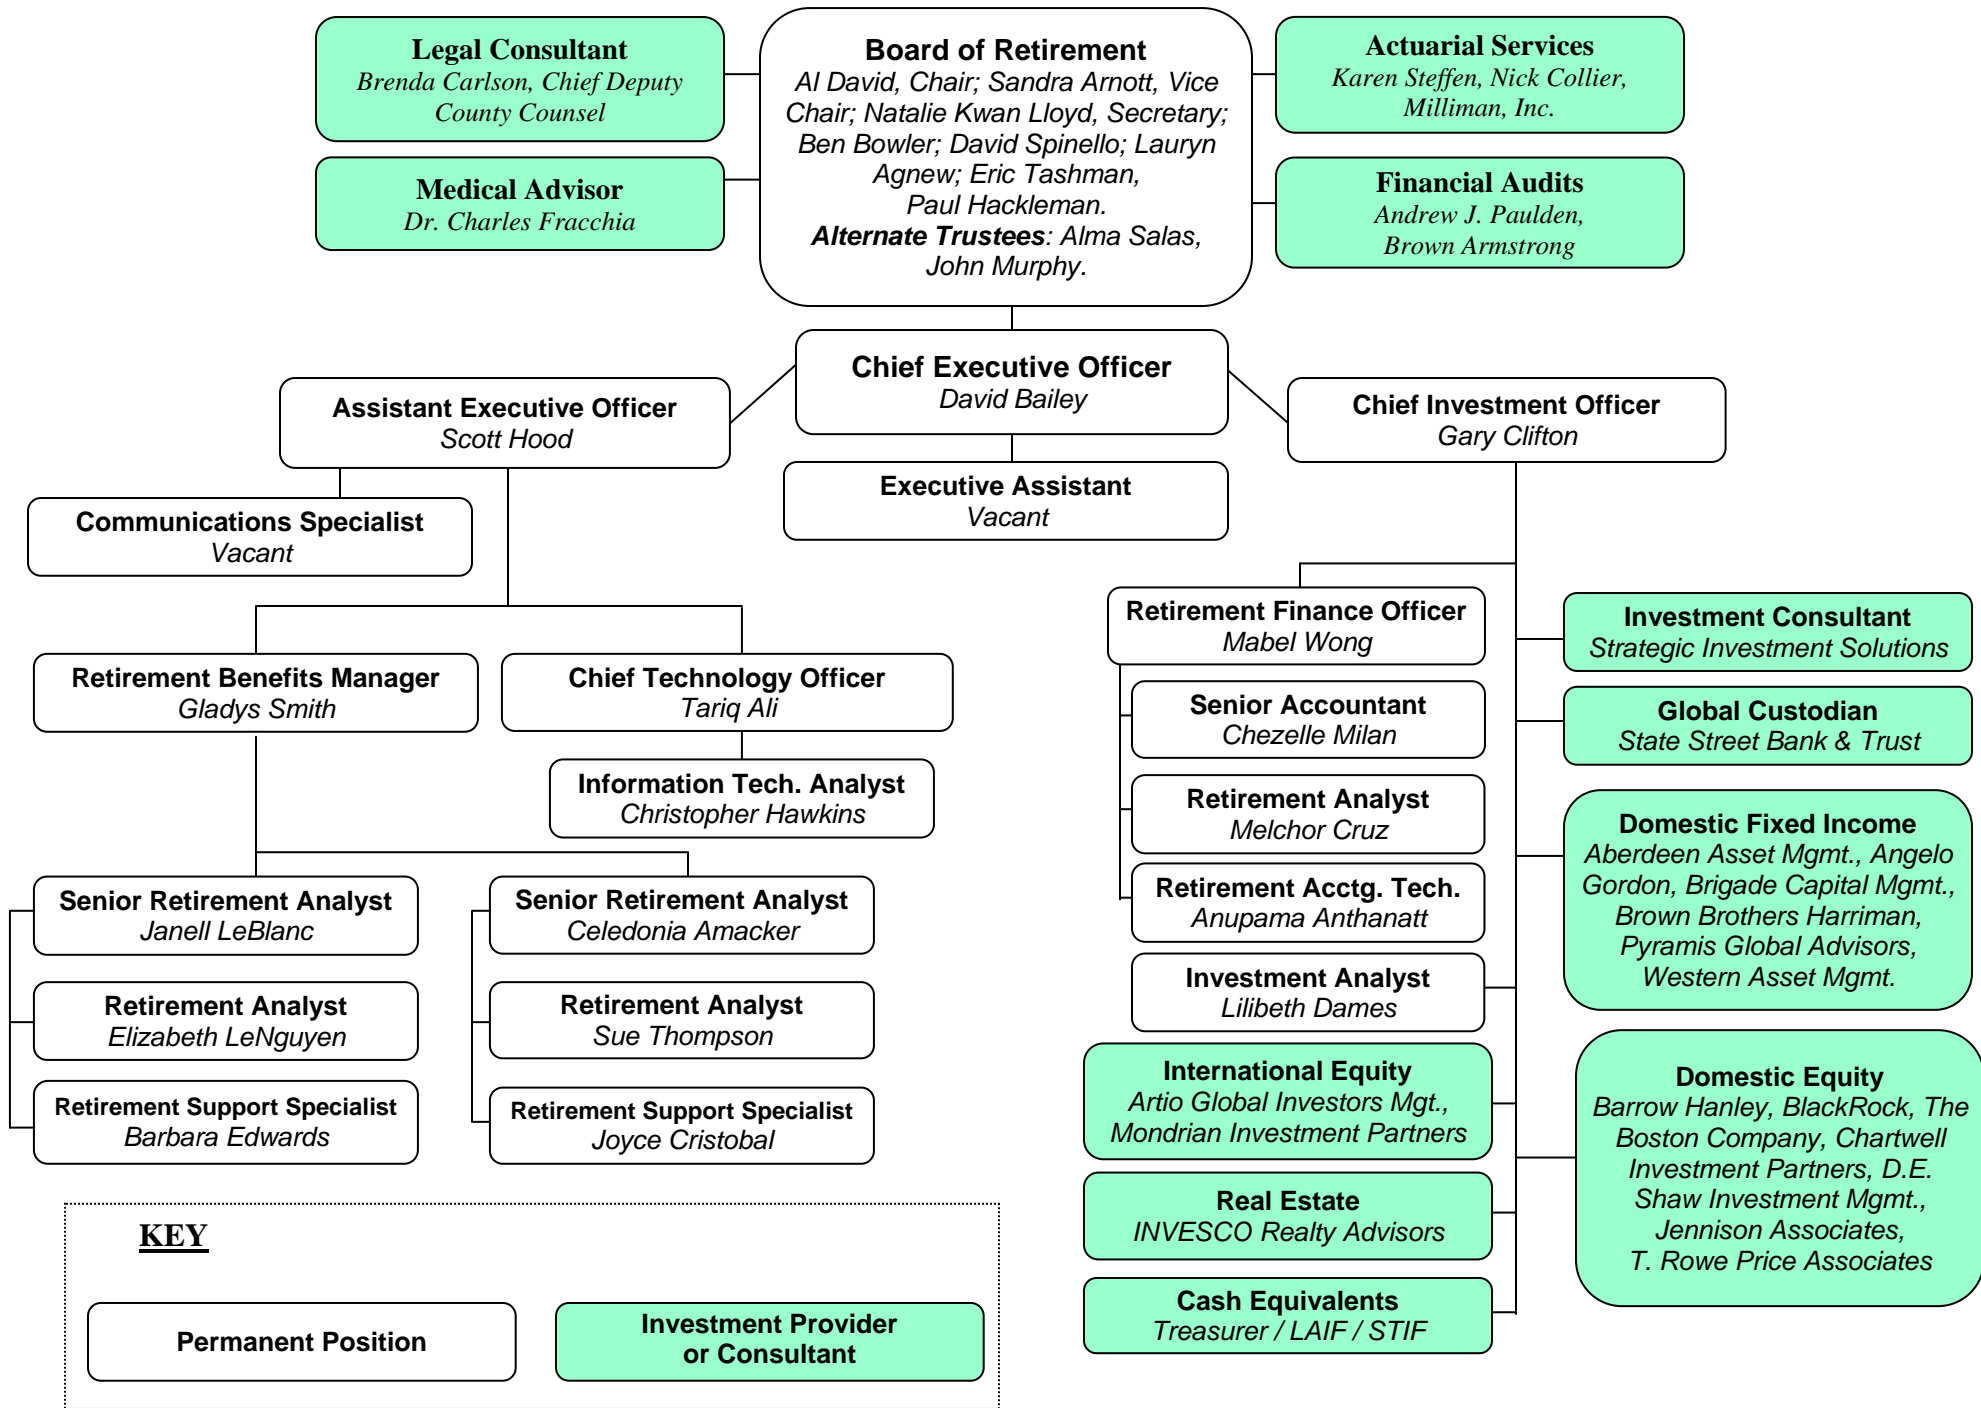 Legal Consultant
Brenda Carlson, Chief Deputy
County Counsel
Medical Advisor
Dr. Charles Fracchia
Board of Retirement
Al David, Chair; Sandra Arnott, Vice
Chair; Natalie Kwan Lloyd, Secretary;
Ben Bowler; David Spinello; Lauryn
Agnew; Eric Tashman,
Paul Hackleman.
Alternate Trustees: Alma Salas,
John Murphy.
Actuarial Services
Karen Steffen, Nick Collier,
Milliman, Inc.
Financial Audits
Andrew J. Paulden,
Brown Armstrong
Chief Executive Officer
David Bailey
Assistant Executive Officer
Scott Hood
Chief Investment Officer
Gary Clifton
Executive Assistant
Vacant
Communications Specialist
Vacant
Retirement Benefits Manager
Gladys Smith
Chief Technology Officer
Tariq Ali
Information Tech. Analyst
Christopher Hawkins
Senior Retirement Analyst
Janell LeBlanc
Retirement Analyst
Elizabeth LeNguyen
Retirement Support Specialist
Barbara Edwards
Senior Retirement Analyst
Celedonia Amacker
Retirement Analyst
Sue Thompson
Retirement Support Specialist
Joyce Cristobal
Retirement Finance Officer
Mabel Wong
Senior Accountant
Chezelle Milan
Retirement Analyst
Melchor Cruz
Retirement Acctg. Tech.
Anupama Anthanatt
Investment Analyst
Lilibeth Dames
International Equity
Artio Global Investors Mgt.,
Mondrian Investment Partners
Real Estate
INVESCO Realty Advisors
Cash Equivalents
Treasurer / LAIF / STIF
Investment Consultant
Strategic Investment Solutions
Global Custodian
State Street Bank & Trust
Domestic Fixed Income
Aberdeen Asset Mgmt., Angelo
Gordon, Brigade Capital Mgmt.,
Brown Brothers Harriman,
Pyramis Global Advisors,
Western Asset Mgmt.
Domestic Equity
Barrow Hanley, BlackRock, The
Boston Company, Chartwell
Investment Partners, D.E.
Shaw Investment Mgmt.,
Jennison Associates,
T. Rowe Price Associates
KEY
Permanent Position
Investment Provider
or Consultant